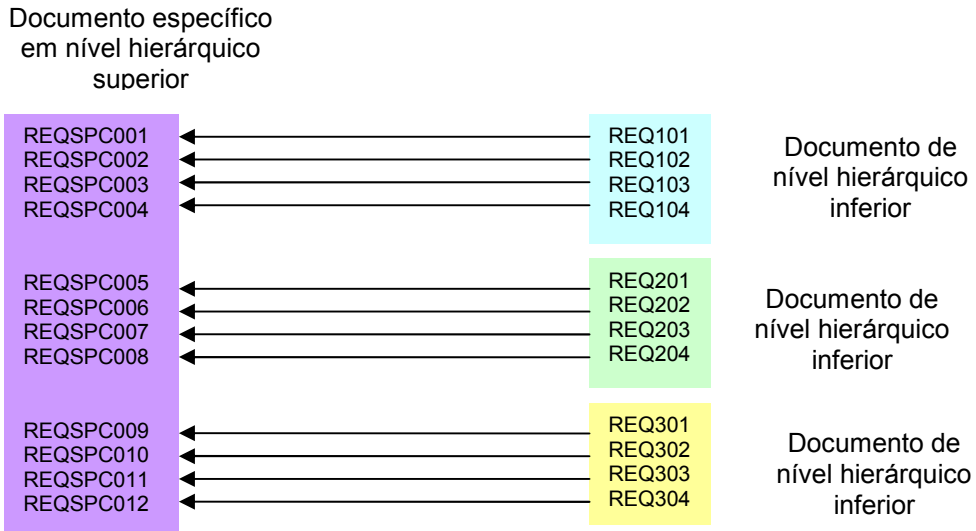 Documento específico
em nível hierárquico
superior
REQSPC001
REQSPC002
REQSPC003
REQSPC004
REQ101
REQ102
REQ103
REQ104
Documento de
nível hierárquico
inferior
REQSPC005
REQSPC006
REQSPC007
REQSPC008
REQ201
REQ202
REQ203
REQ204
Documento de
nível hierárquico
inferior
REQSPC009
REQSPC010
REQSPC011
REQSPC012
REQ301
REQ302
REQ303
REQ304
Documento de
nível hierárquico
inferior